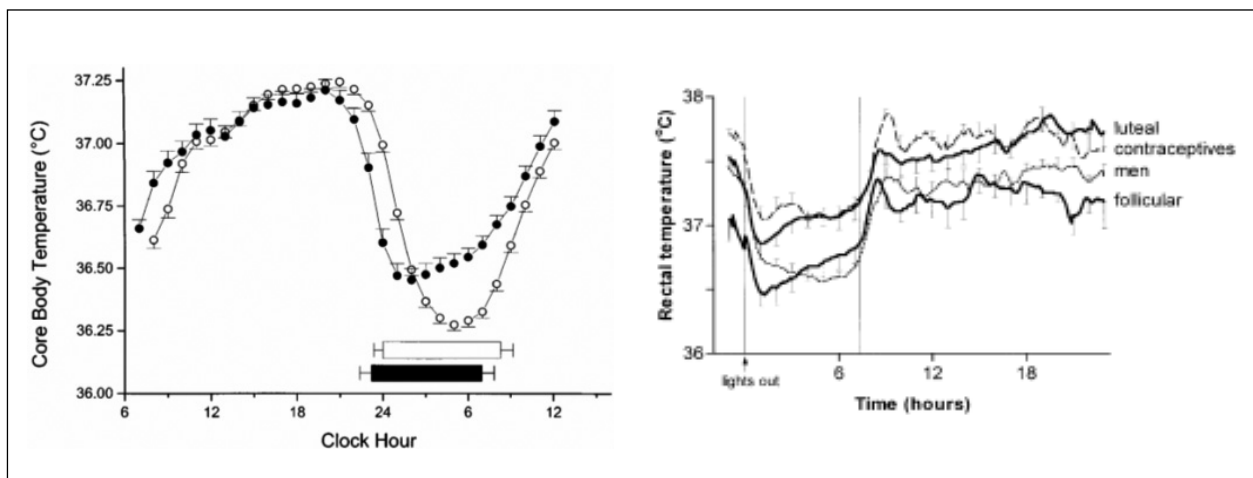 37.25
37.00
36.75
36.50
36.25
36.00
Core Body Temperature (°C)
6
12
18
24
6
12
Clock Hour
38
37
36
Rectal temperature (°C)
luteal
contraceptives
men
follicular
lights out
6
12
18
Time (hours)